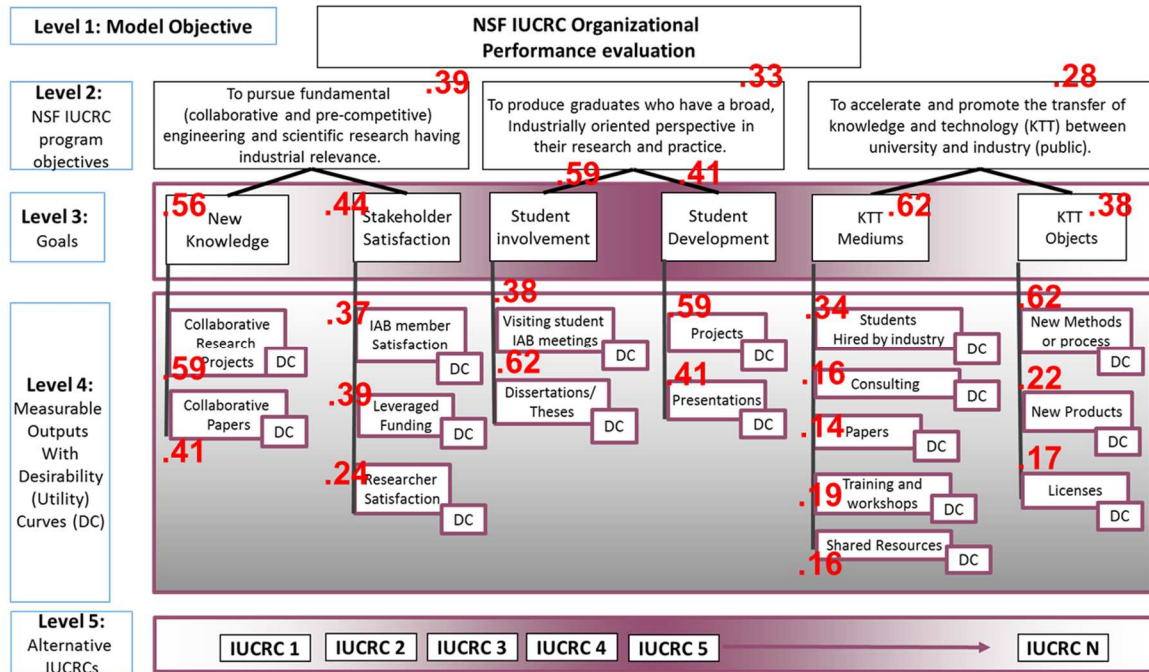 Level 1: Model Objective
NSF IUCRC Organizational
Performance evaluation
Level 2:
NSF IUCRC
program
objectives
.39
To pursue fundamental
(collaborative and pre-competitive)
engineering and scientific research having
industrial relevance.
.33
To produce graduates who have a broad,
Industrially oriented perspective in
their research and practice.
.28
To accelerate and promote the transfer of
knowledge and technology (KTT) between
university and industry (public).
Level 3:
Goals
.56
New
Knowledge
.44
Stakeholder
Satisfaction
.59
Student
involvement
.41
Student
Development
KTT
Mediums
.62
KTT
Objects
.38
Level 4:
Measurable
Outputs
With
Desirability
(Utility)
Curves (DC)
Collaborative
Research
Projects
DC
.59
Collaborative
Papers
DC
.41
.37
IAB member
Satisfaction
DC
.39
Leveraged
Funding
DC
.24
Researcher
Satisfaction
DC
.38
Visiting student
IAB meetings
DC
.62
Dissertations/
Theses
DC
.59
Projects
DC
.41
Presentations
DC
.34
Students
Hired by industry
DC
.16
Consulting
DC
.14
Papers
DC
.19
Training and
workshops
DC
Shared Resources
.16
DC
.62
New Methods
or process
DC
.22
New Products
DC
.17
Licenses
DC
Level 5:
Alternative
IUCRCs
IUCRC 1
IUCRC 2
IUCRC 3
IUCRC 4
IUCRC 5
IUCRC N